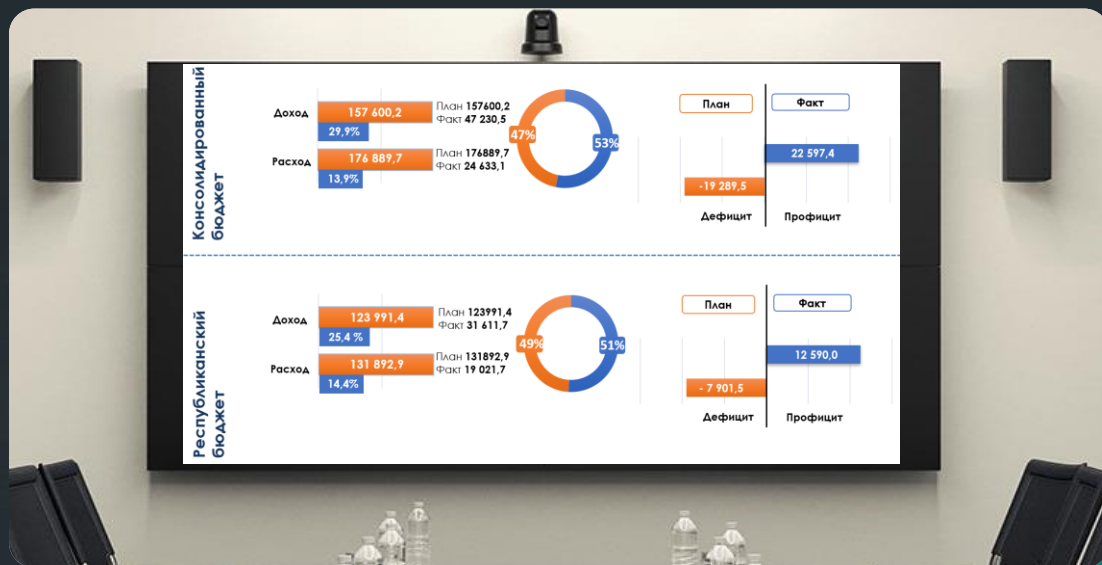 Консолидированный
бюджет
Доход
157 600,2
29,9%
План 157600,2
Факт 47 230,5
Расход
176 889,7
13,9%
План 176889,7
Факт 24 633,1
47%
53%
План
Факт
22 597,4
-19 289,5
Дефицит
Профицит
Республиканский
бюджет
Доход
123 991,4
25,4 %
План 123991,4
Факт 31 611,7
Расход
131 892,9
14,4%
План 131892,9
Факт 19 021,7
49%
51%
План
Факт
12 590,0
- 7 901,5
Дефицит
Профицит